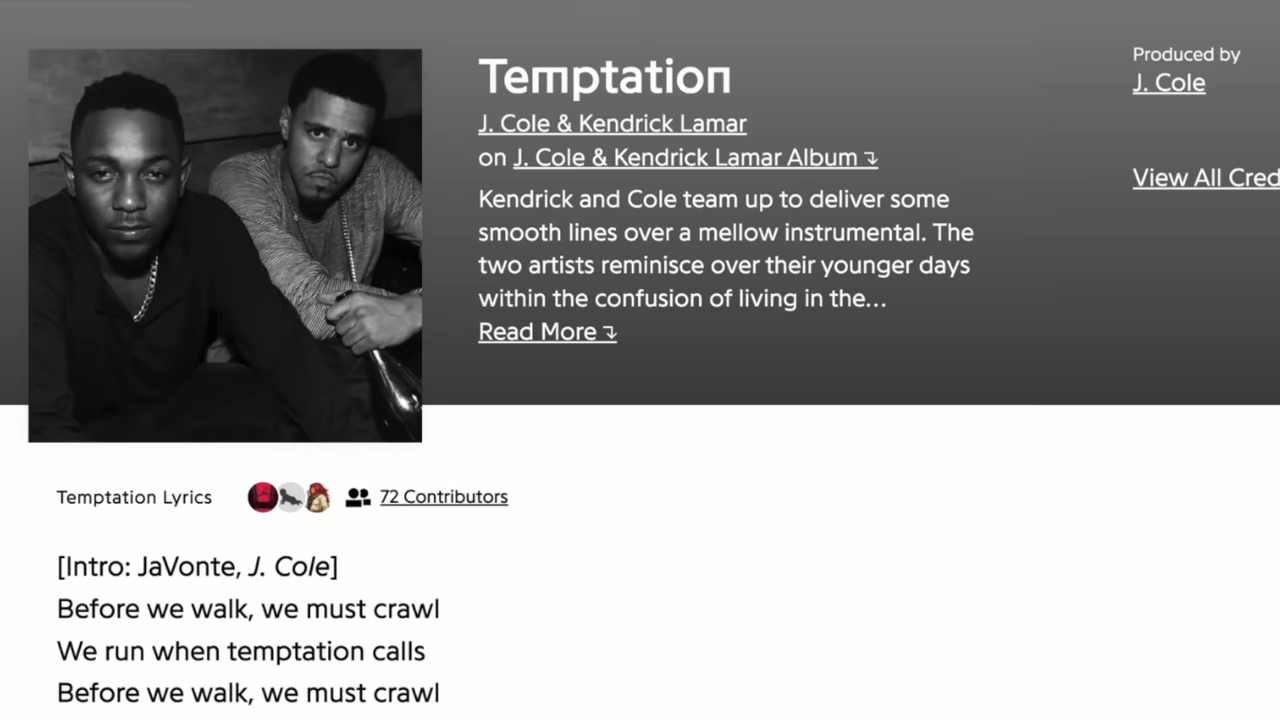 Temptation
J. Cole & Kendrick Lamar
on J. Cole & Kendrick Lamar Album
Kendrick and Cole team up to deliver some
smooth lines over a mellow instrumental. The
two artists reminisce over their younger days
within the confusion of living in the…
Read More
Produced by
J. Cole
View All Cred
Temptation Lyrics
72 Contributors
[Intro: JaVonte, J. Cole]
Before we walk, we must crawl
We run when temptation calls
Before we walk, we must crawl